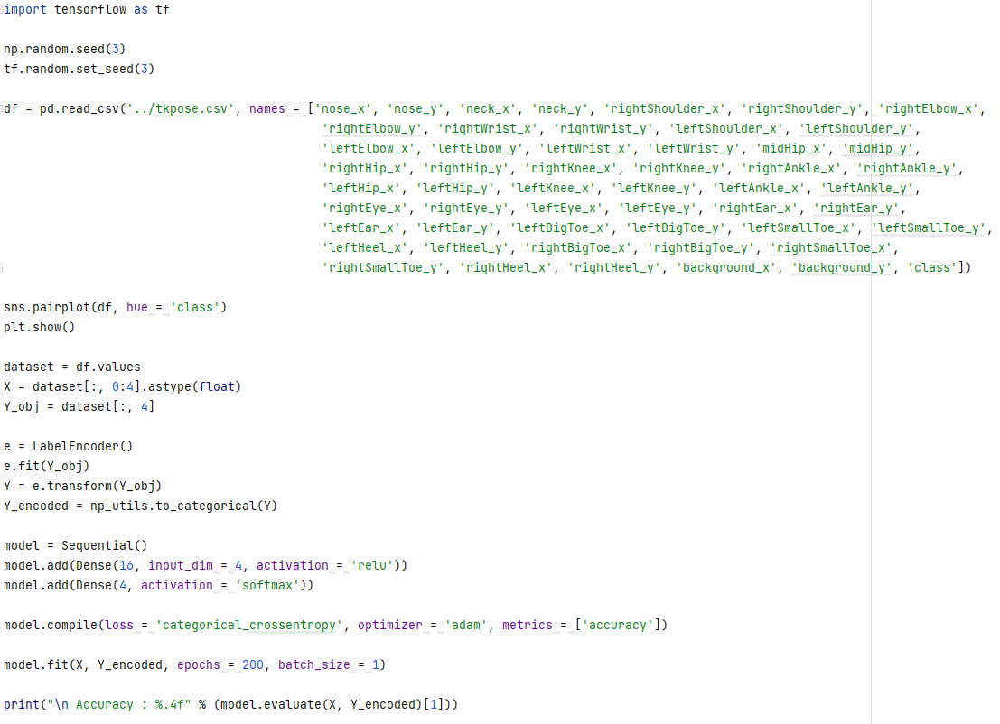 import tensorflow as tf
np.random.seed(3)
tf.random.set_seed(3)
df = pd.read_csv('../tkpose.csv', names = ['nose_x', 'nose_y', 'neck_x', 'neck_y', 'rightShoulder_x', 'rightShoulder_y', 'rightElbow_x',
'rightElbow_y', 'rightWrist_x', 'rightWrist_y', 'leftShoulder_x', 'leftShoulder_y',
'leftElbow_x', 'leftElbow_y', 'leftWrist_x', 'leftWrist_y', 'midHip_x', 'midHip_y',
'rightHip_x', 'rightHip_y', 'rightKnee_x', 'rightKnee_y', 'rightAnkle_x', 'rightAnkle_y',
'leftHip_x', 'leftHip_y', 'leftKnee_x', 'leftKnee_y', 'leftAnkle_x', 'leftAnkle_y',
'rightEye_x', 'rightEye_y', 'leftEye_x', 'leftEye_y', 'rightEar_x', 'rightEar_y',
'leftEar_x', 'leftEar_y', 'leftBigToe_x', 'leftBigToe_y', 'leftSmallToe_x', 'leftSmallToe_y',
'leftHeel_x', 'leftHeel_y', 'rightBigToe_x', 'rightBigToe_y', 'rightSmallToe_x',
'rightSmallToe_y', 'rightHeel_x', 'rightHeel_y', 'background_x', 'background_y', 'class'])
sns.pairplot(df, hue = 'class')
plt.show()
dataset = df.values
X = dataset[:, 0:4].astype(float)
Y_obj = dataset[:, 4]
e = LabelEncoder()
e.fit(Y_obj)
Y = e.transform(Y_obj)
Y_encoded = np_utils.to_categorical(Y)
model = Sequential()
model.add(Dense(16, input_dim = 4, activation = 'relu'))
model.add(Dense(4, activation = 'softmax'))
model.compile(loss = 'categorical_crossentropy', optimizer = 'adam', metrics = ['accuracy'])
model.fit(X, Y_encoded, epochs = 200, batch_size = 1)
print("\n Accuracy : %.4f" % (model.evaluate(X, Y_encoded)[1]))